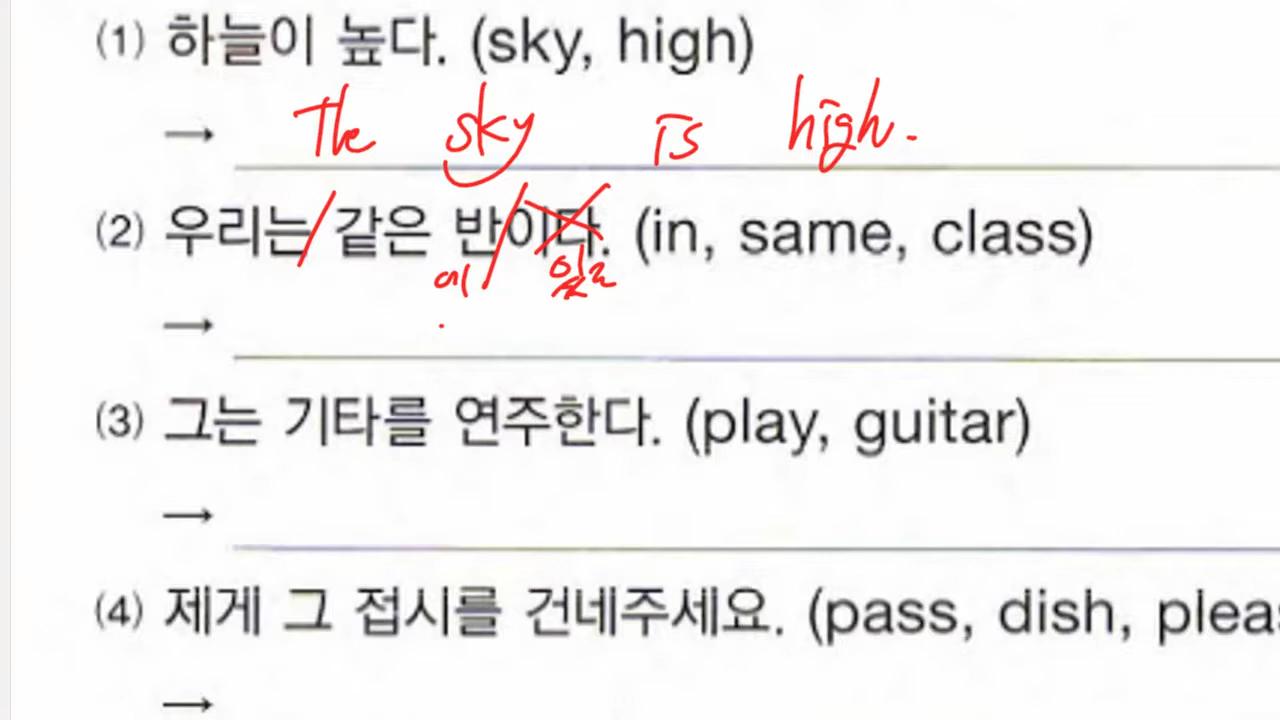 (1) 하늘이 높다. (sky, high)
→ The sky is high.
(2) 우리는 같은 반이다. (in, same, class)
에 있다
→
(3) 그는 기타를 연주한다. (play, guitar)
→
(4) 제게 그 접시를 건네주세요. (pass, dish, pleas
→